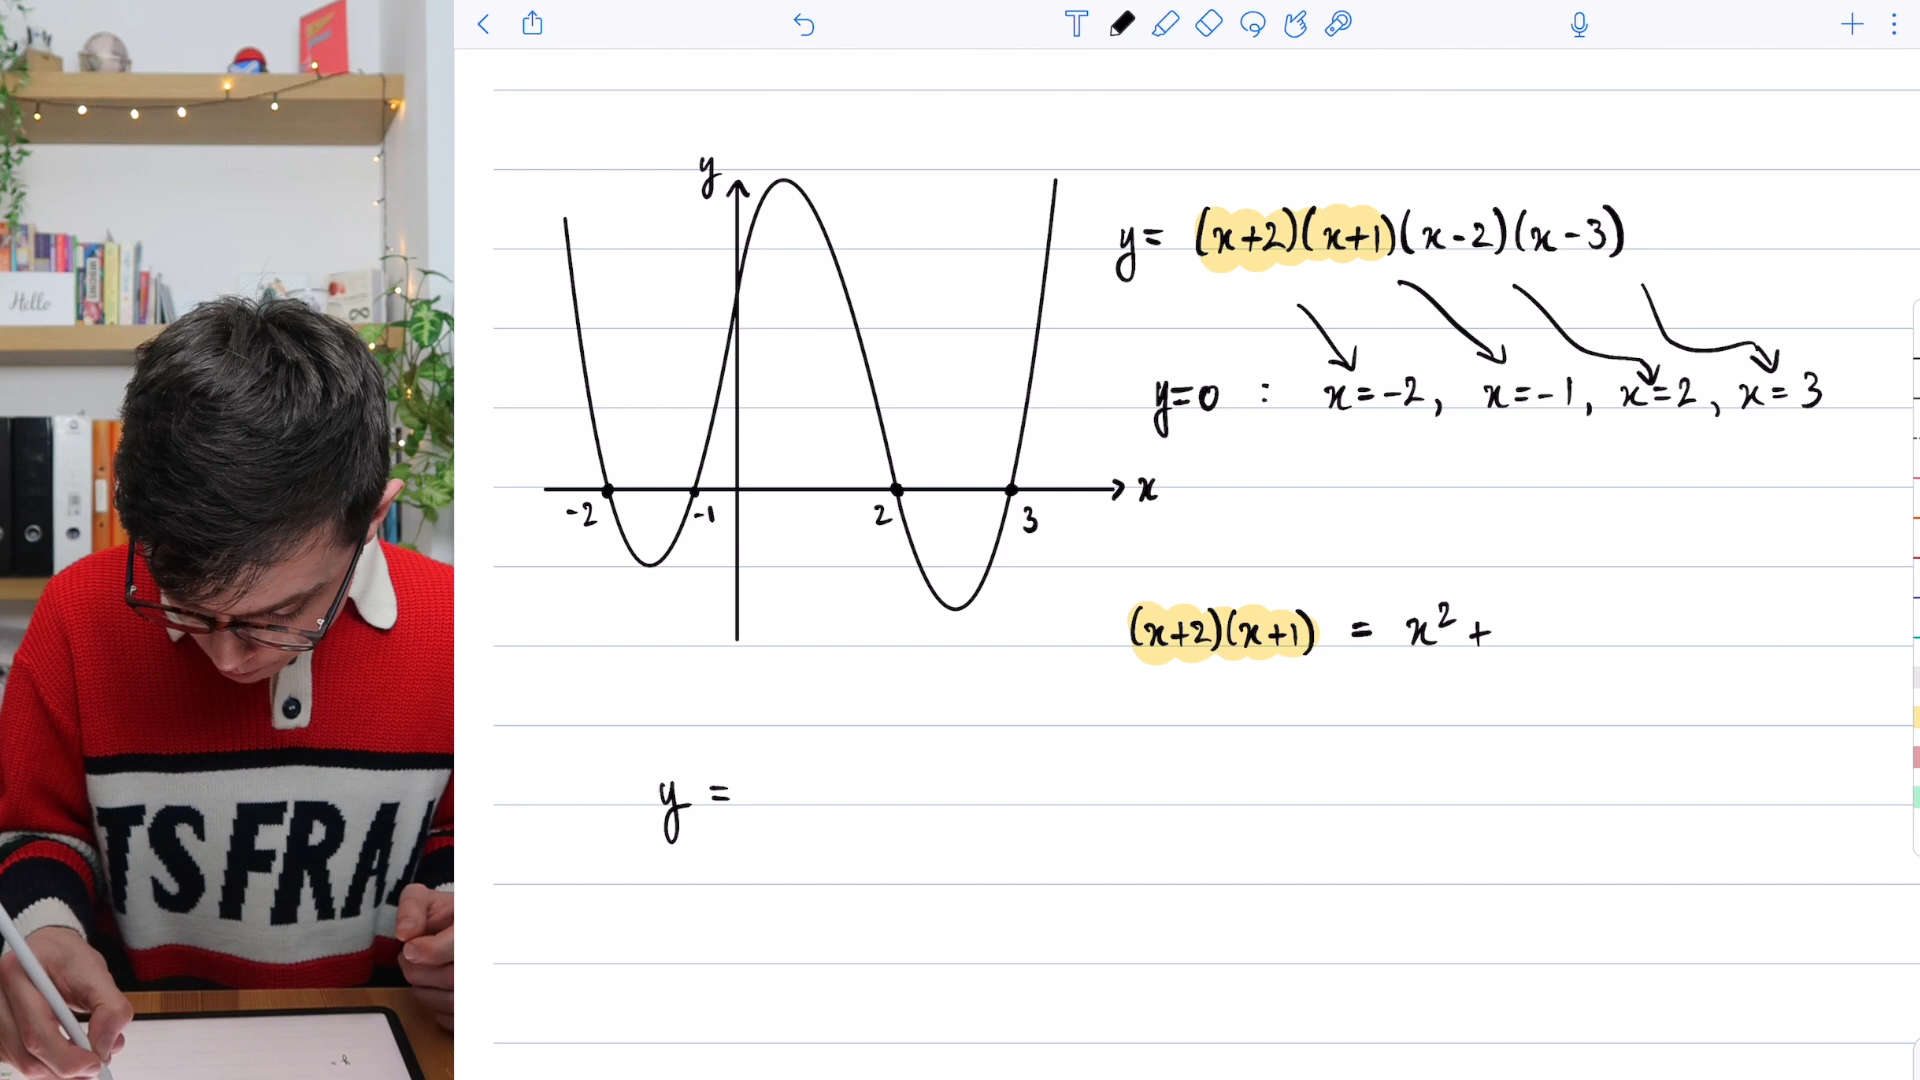 Hello
TSFRA
y
y= (x+2)(x+1)(x-2)(x-3)
y=0 : x=-2, x=-1, x=2, x=3
x
-2 -1 2 3
(x+2)(x+1) = x² +
y =
y =